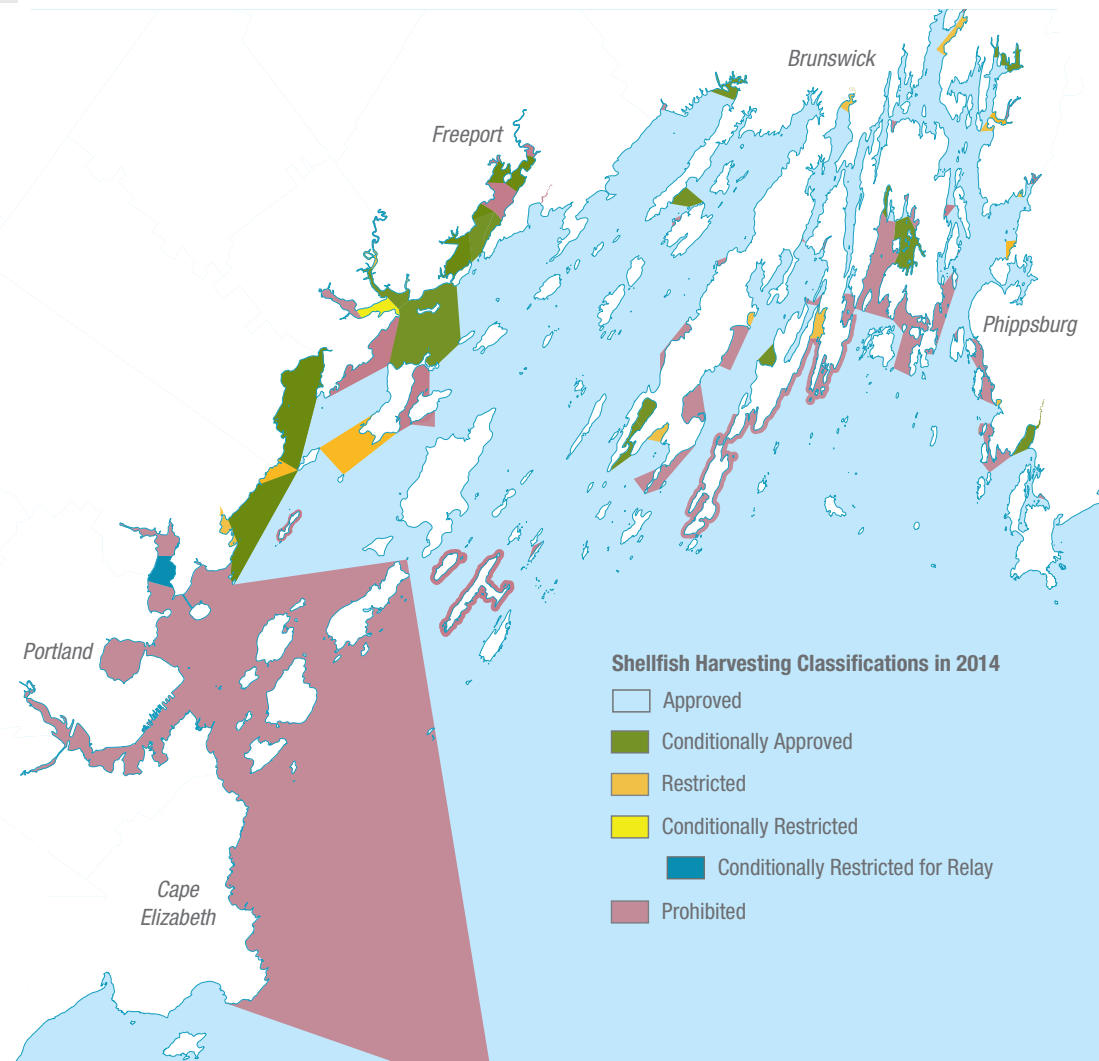 Brunswick
Freeport
Phippsburg
Portland
Shellfish Harvesting Classifications in 2014
Approved
Conditionally Approved
Restricted
Conditionally Restricted
Conditionally Restricted for Relay
Prohibited
Cape
Elizabeth